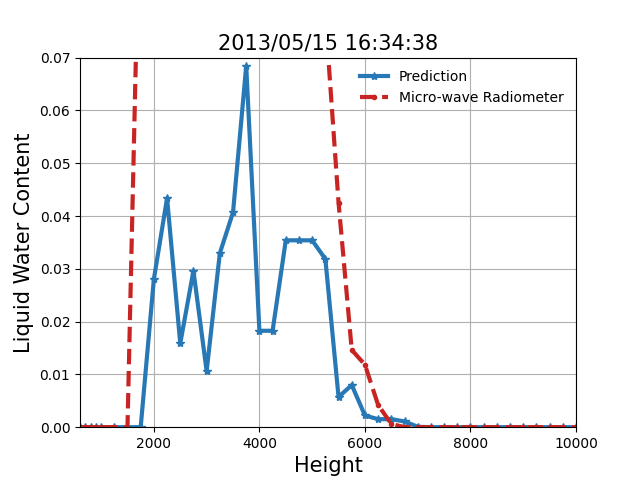 2013/05/15 16:34:38
0.07
0.06
0.05
0.04
0.03
0.02
0.01
0.00
Liquid Water Content
Prediction
Micro-wave Radiometer
2000 4000 6000 8000 10000
Height